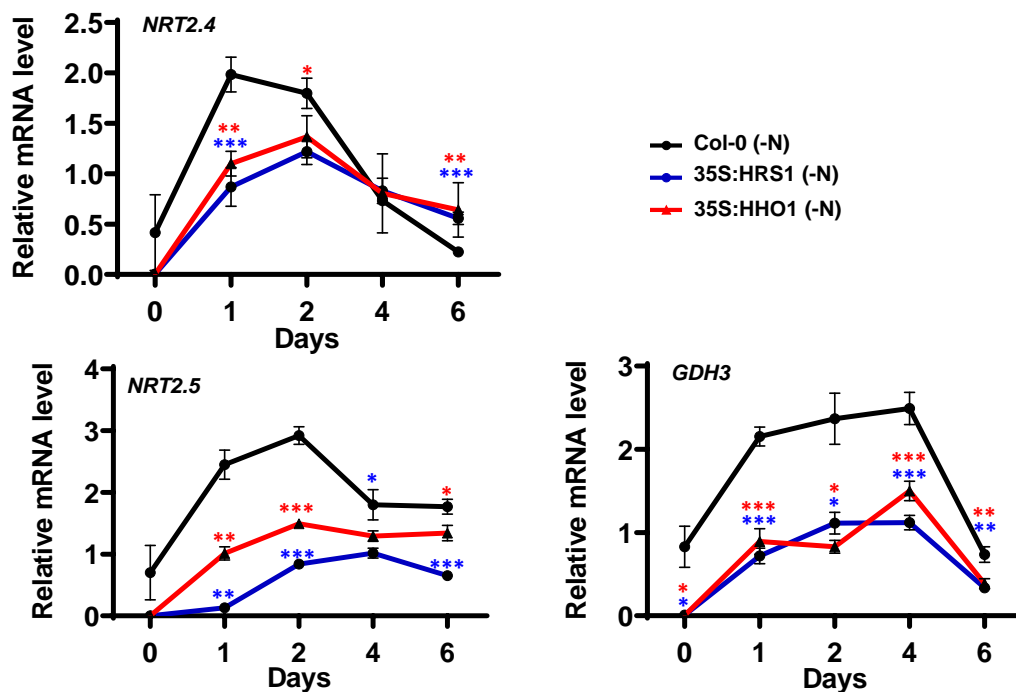 NRT2.4
Relative mRNA level
2.5
2.0
1.5
1.0
0.5
0.0
*
**
***
**
***
0 1 2 4 6
Days
Col-0 (-N)
35S:HRS1 (-N)
35S:HHO1 (-N)
NRT2.5
Relative mRNA level
4
3
2
1
0
**
**
***
***
*
*
***
0 1 2 4 6
Days
GDH3
Relative mRNA level
3
2
1
0
*
*
***
***
*
*
***
***
**
**
0 1 2 4 6
Days